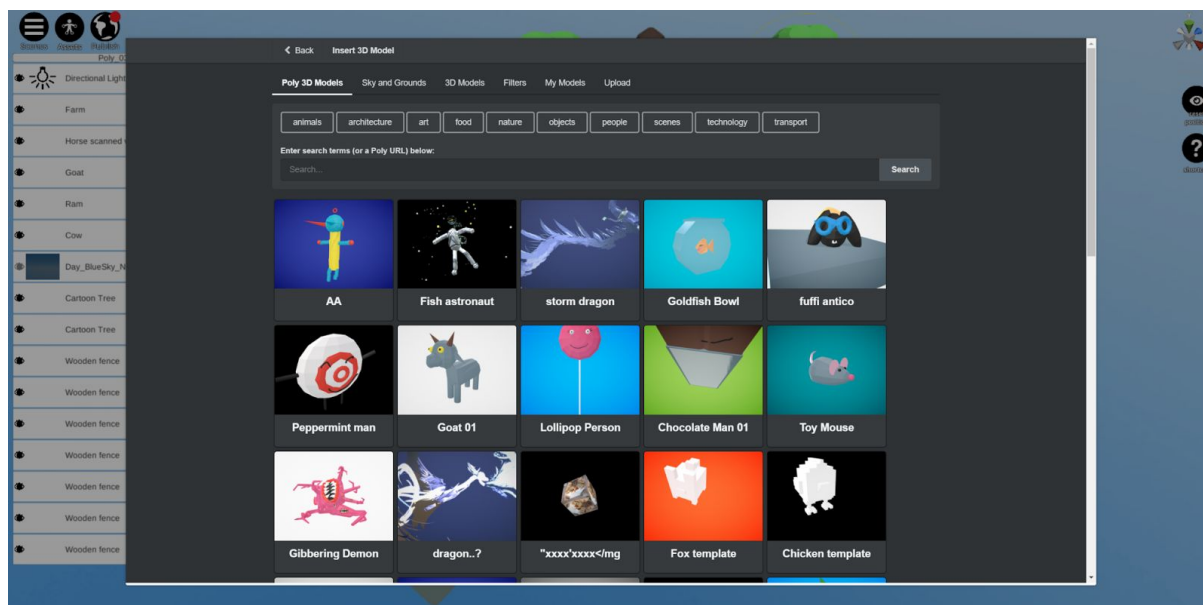 Scenes Assets Publish
Poly_0
Directional Light
Farm
Horse scanned
Goat
Ram
Cow
Day_BlueSky_N
Cartoon Tree
Cartoon Tree
Wooden fence
Wooden fence
Wooden fence
Wooden fence
Wooden fence
Wooden fence
Wooden fence
Back Insert 3D Model
Poly 3D Models Sky and Grounds 3D Models Filters My Models Upload
animals architecture art food nature objects people scenes technology transport
Enter search terms (or a Poly URL) below:
Search... Search
AA Fish astronaut storm dragon Goldfish Bowl fuffi antico
Peppermint man Goat 01 Lollipop Person Chocolate Man 01 Toy Mouse
Gibbering Demon dragon..? "xxxx'xxxx</mg Fox template Chicken template
?